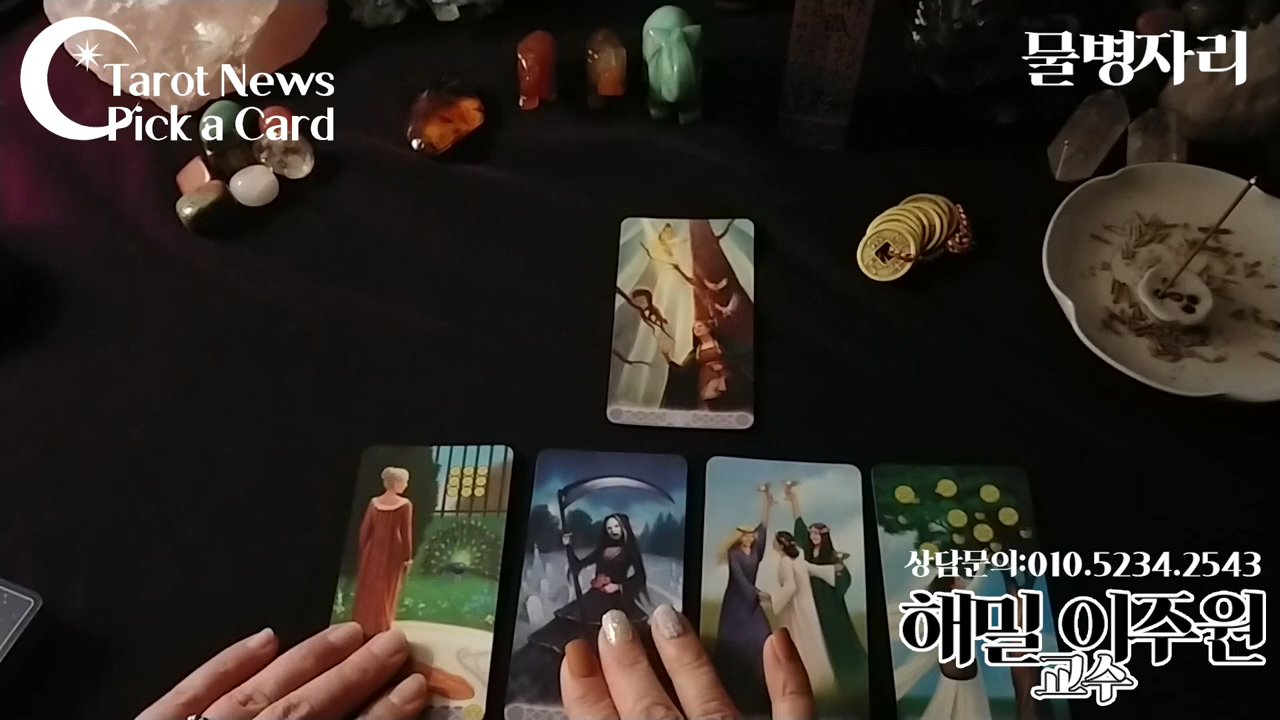 Tarot News
Pick a Card
물병자리
상담문의:010.5234.2543
해밀 이주원
교수